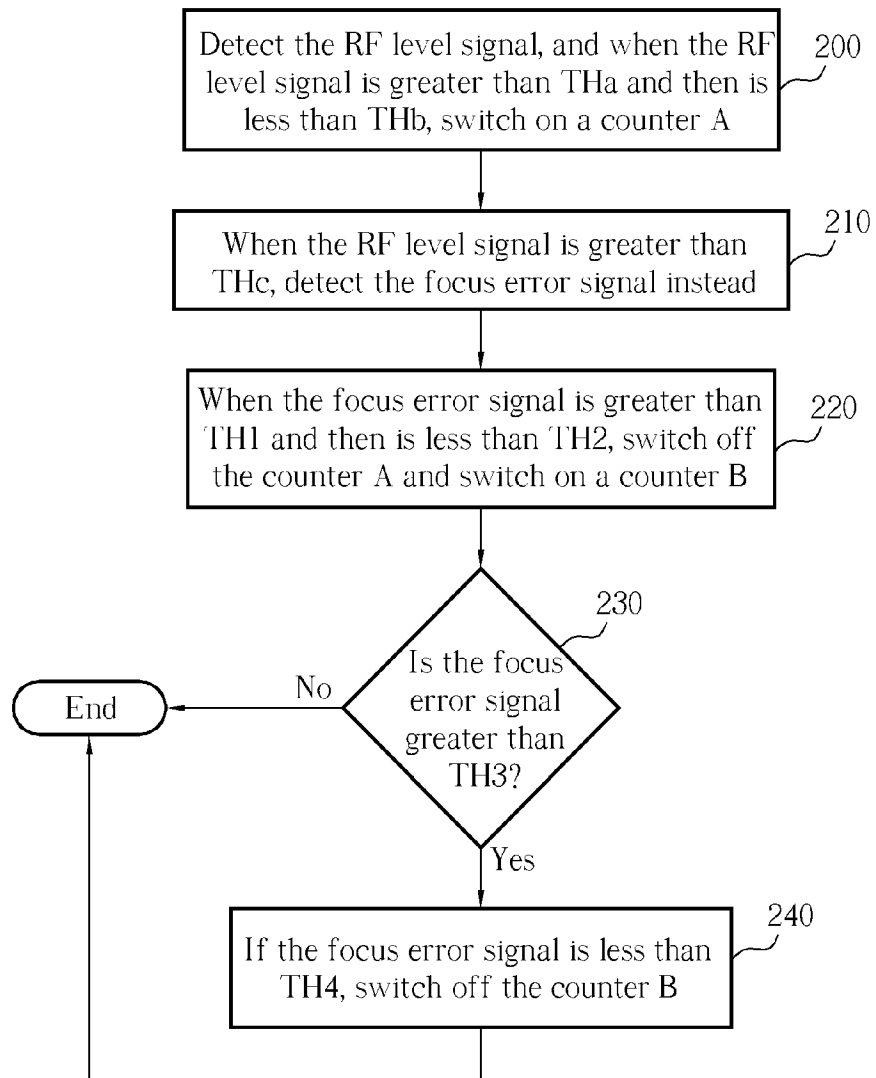 Detect the RF level signal, and when the RF
level signal is greater than THa and then is
less than THb, switch on a counter A
200
When the RF level signal is greater than
THc, detect the focus error signal instead
210
When the focus error signal is greater than
TH1 and then is less than TH2, switch off
the counter A and switch on a counter B
220
230
Is the focus
error signal
greater than
TH3?
No
End
Yes
240
If the focus error signal is less than
TH4, switch off the counter B